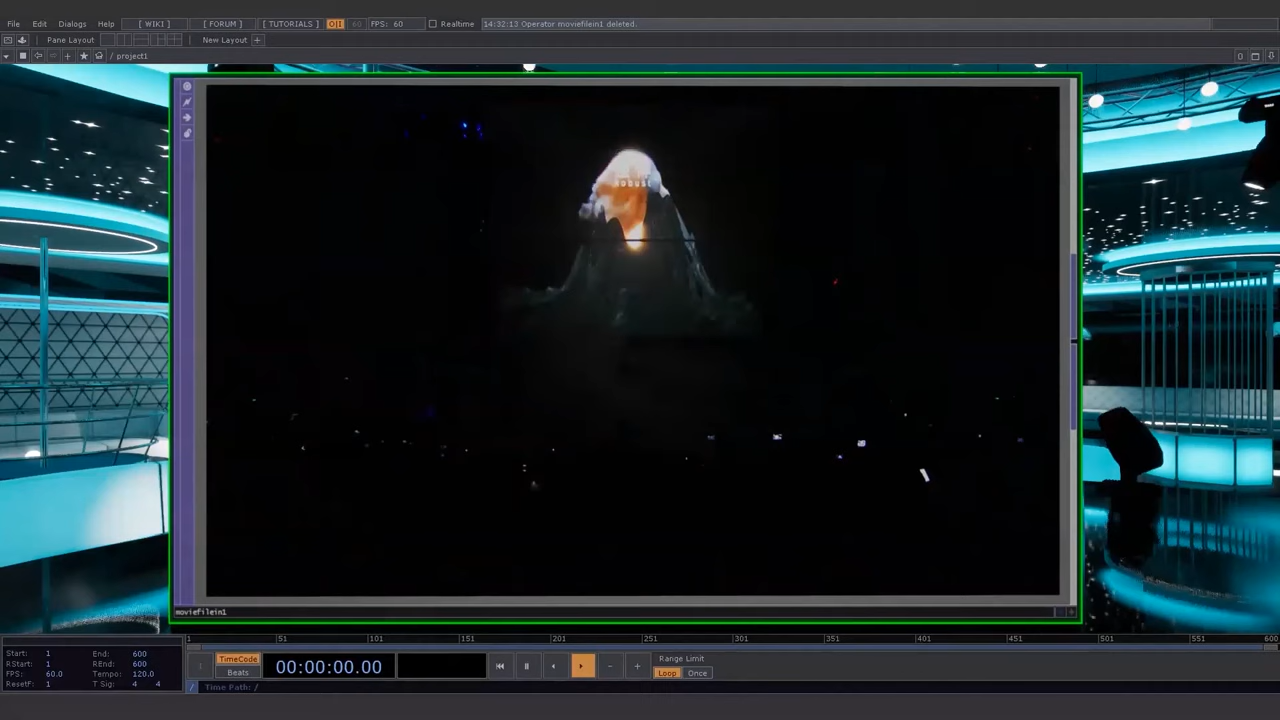 File Edit Dialogs Help [ WIKI ] [ FORUM ] [ TUTORIALS ] O|I 60 FPS: 60 Realtime 14:32:13 Operator moviefilein1 deleted.
Pane Layout New Layout +
/ project1
moviefilein1
1 51 101 151 201 251 301 351 401 451 501 551 600
Start: 1 End: 600
RStart: 1 REnd: 600
FPS: 60.0 Tempo: 120.0
ResetF: 1 T Sig: 4 4
TimeCode
Beats
00:00:00.00
Range Limit
Loop Once
/ Time Path: /